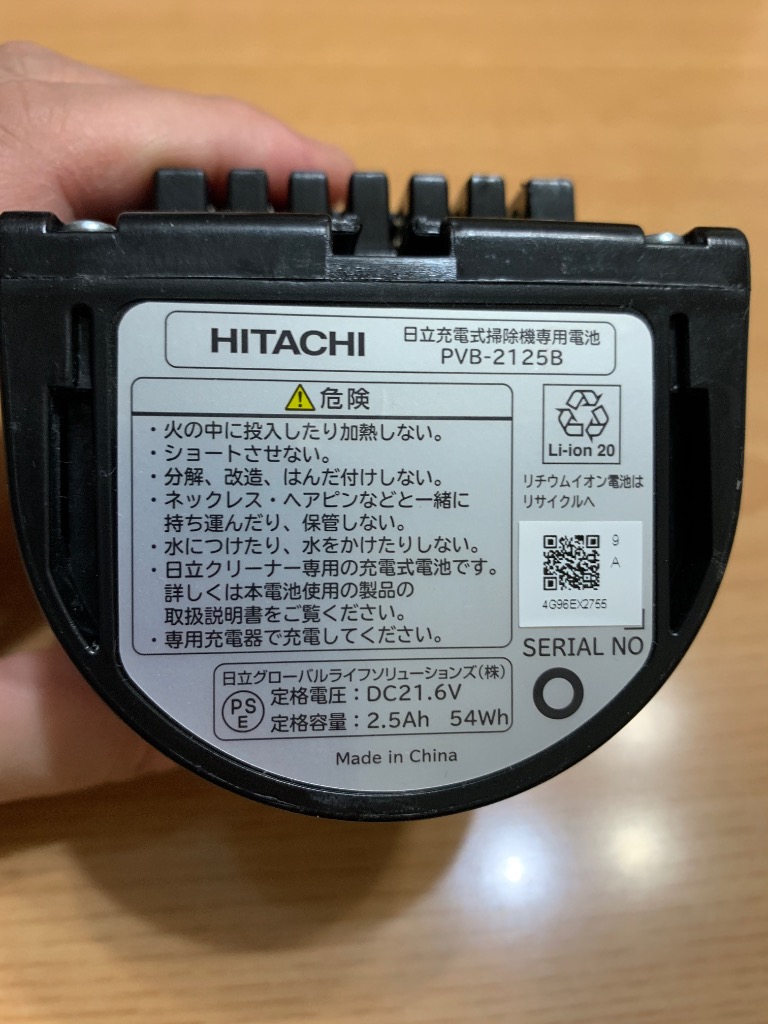 HITACHI
日立充電式掃除機専用電池
PVB-2125B
危険
・火の中に投入したり加熱しない。
・ショートさせない。
・分解、改造、はんだ付けしない。
・ネックレス・ヘアピンなどと一緒に
持ち運んだり、保管しない。
・水につけたり、水をかけたりしない。
・日立クリーナー専用の充電式電池です。
詳しくは本電池使用の製品の
取扱説明書をご覧ください。
・専用充電器で充電してください。
Li-ion 20
リチウムイオン電池は
リサイクルへ
9
A
4G96EX2755
SERIAL NO
日立グローバルライフソリューションズ(株)
PS
E
定格電圧：DC21.6V
定格容量：2.5Ah 54Wh
Made in China